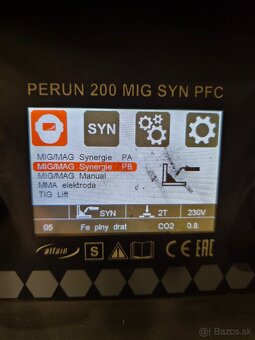 PERUN 200 MIG SYN PFC
SYN
MIG/MAG Synergie PA
MIG/MAG Synergie PB
MIG/MAG Manual
MMA elektroda
TIG Lift
SYN 2T 230V
05 Fe plny drat CO2 0.8
alfain S CE EAC
© bazos.sk